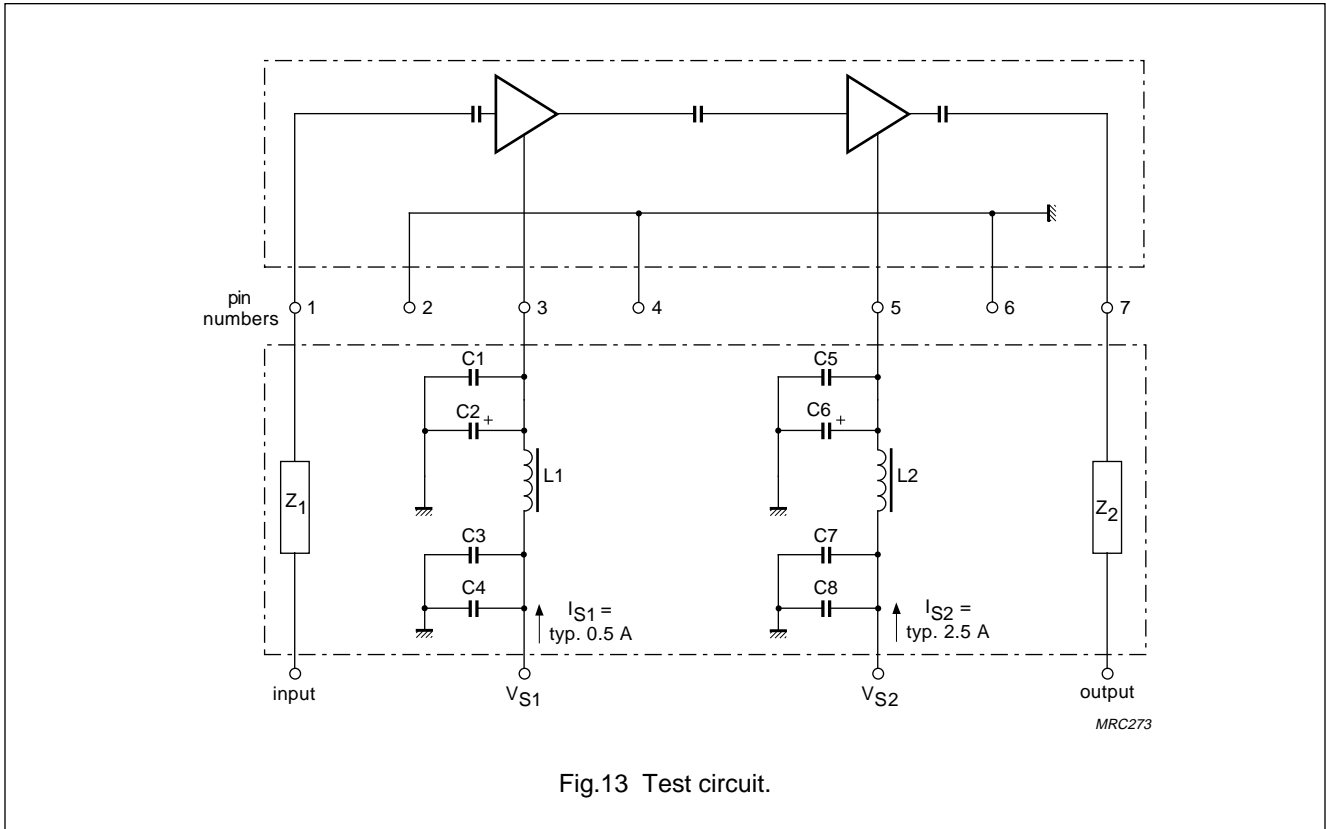 pin
numbers
1
2
3
4
5
6
7
C1
C5
C2 +
C6 +
L1
L2
Z1
Z2
C3
C7
C4
C8
IS1 =
typ. 0.5 A
IS2 =
typ. 2.5 A
input
VS1
VS2
output
MRC273
Fig.13 Test circuit.